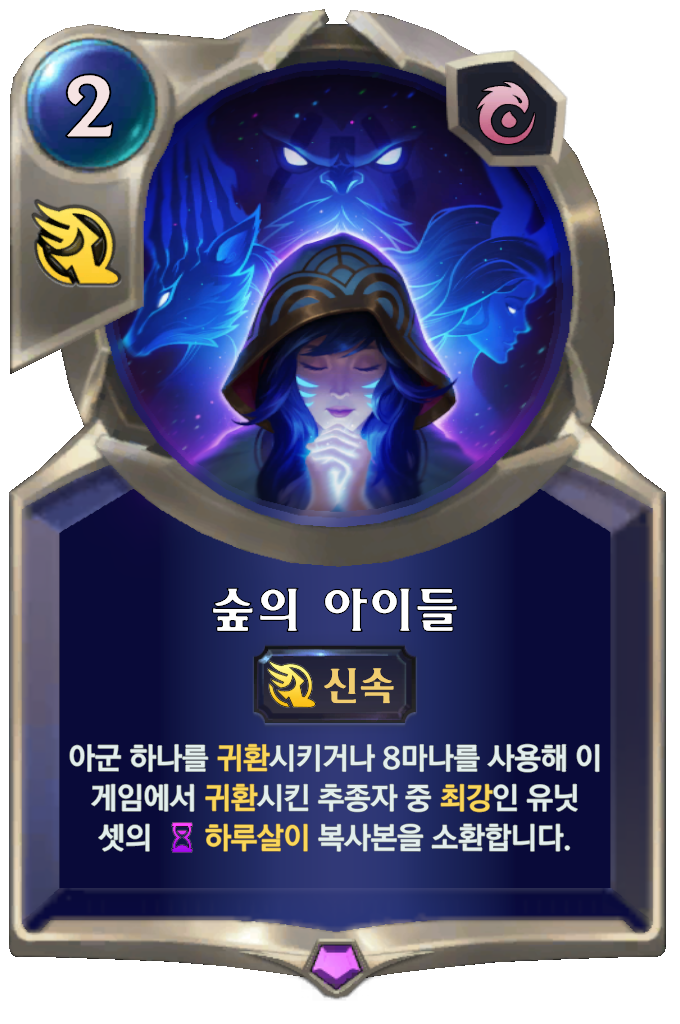 2
숲의 아이들
신속
아군 하나를 귀환시키거나 8마나를 사용해 이
게임에서 귀환시킨 추종자 중 최강인 유닛
셋의 하루살이 복사본을 소환합니다.